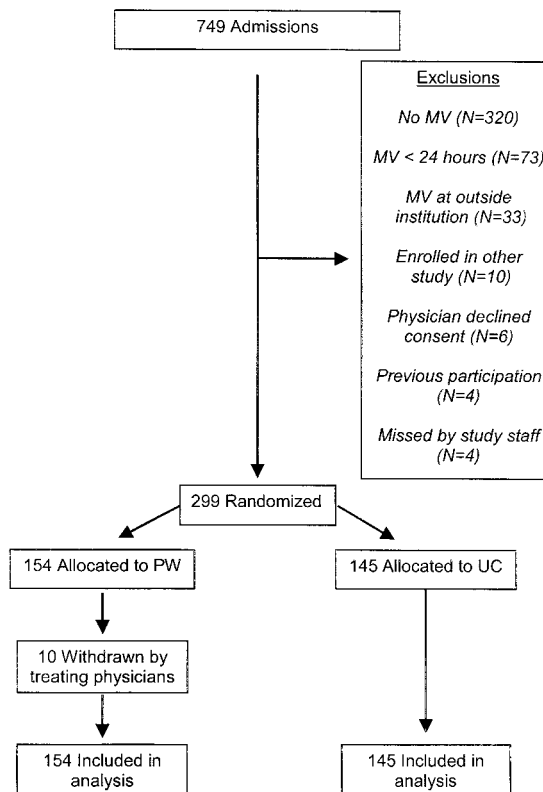 749 Admissions
Exclusions
No MV (N=320)
MV < 24 hours (N=73)
MV at outside
institution (N=33)
Enrolled in other
study (N=10)
Physician declined
consent (N=6)
Previous participation
(N=4)
Missed by study staff
(N=4)
299 Randomized
154 Allocated to PW
145 Allocated to UC
10 Withdrawn by
treating physicians
154 Included in
analysis
145 Included in
analysis